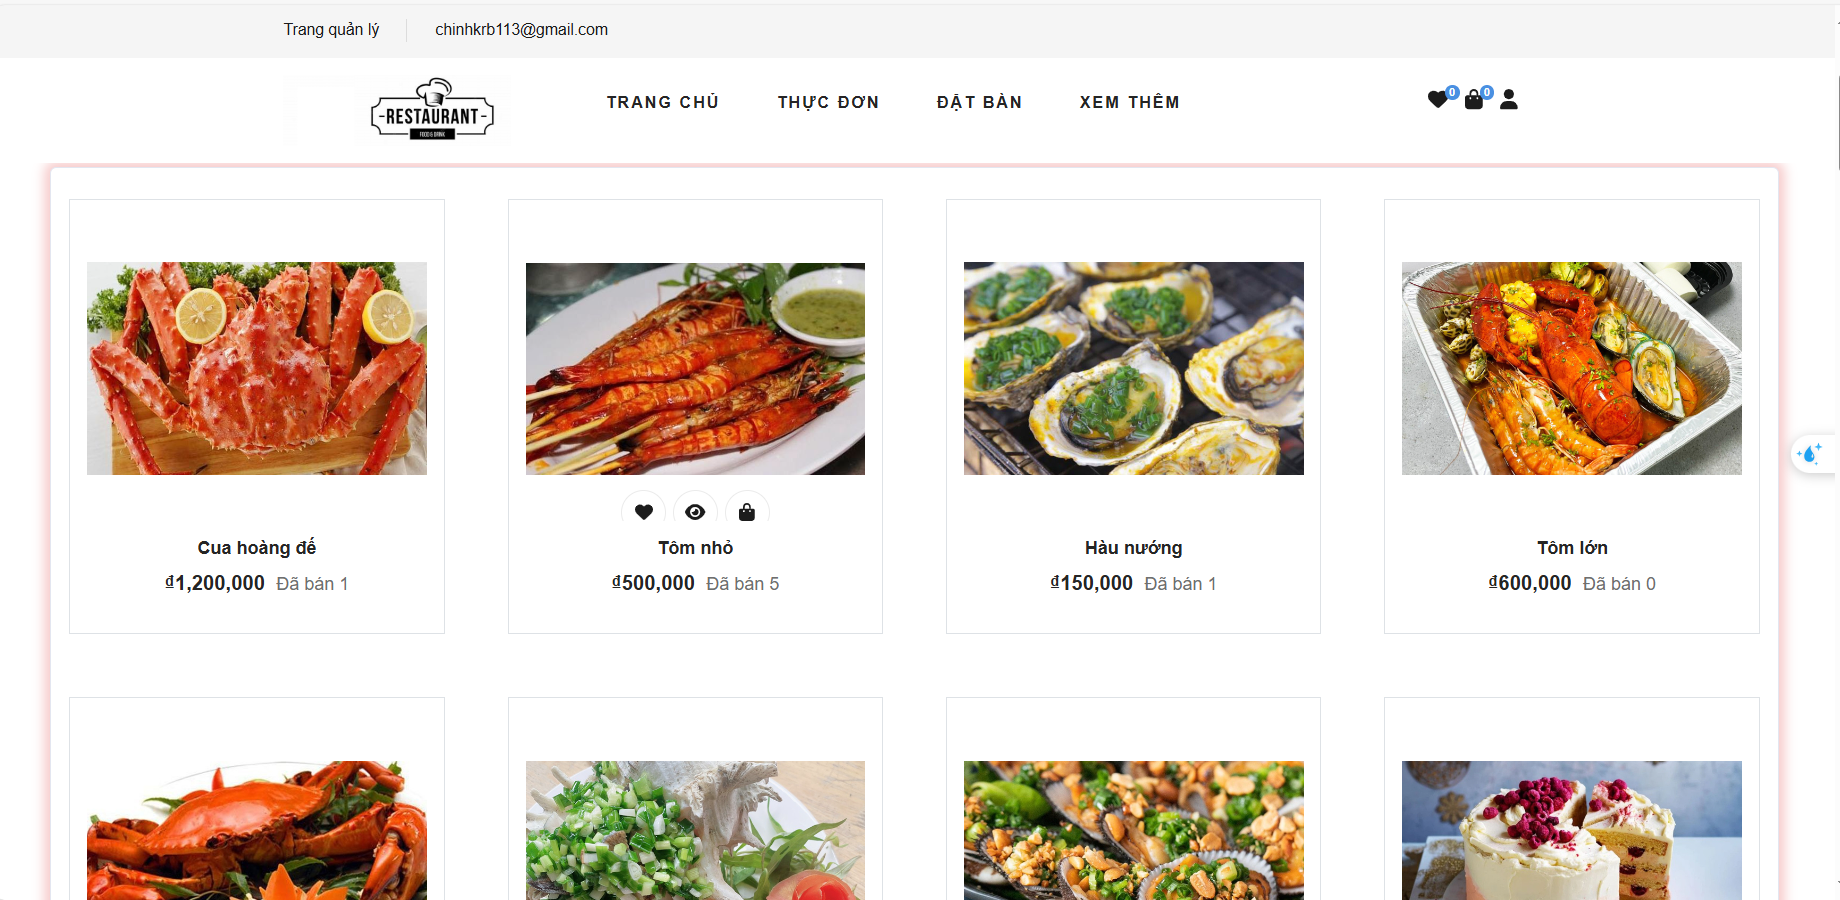 Trang quản lý
chinhkrb113@gmail.com
RESTAURANT
FOOD & DRINK
TRANG CHỦ
THỰC ĐƠN
ĐẶT BÀN
XEM THÊM
0
0
Cua hoàng đế
₫1,200,000 Đã bán 1
Tôm nhỏ
₫500,000 Đã bán 5
Hàu nướng
₫150,000 Đã bán 1
Tôm lớn
₫600,000 Đã bán 0